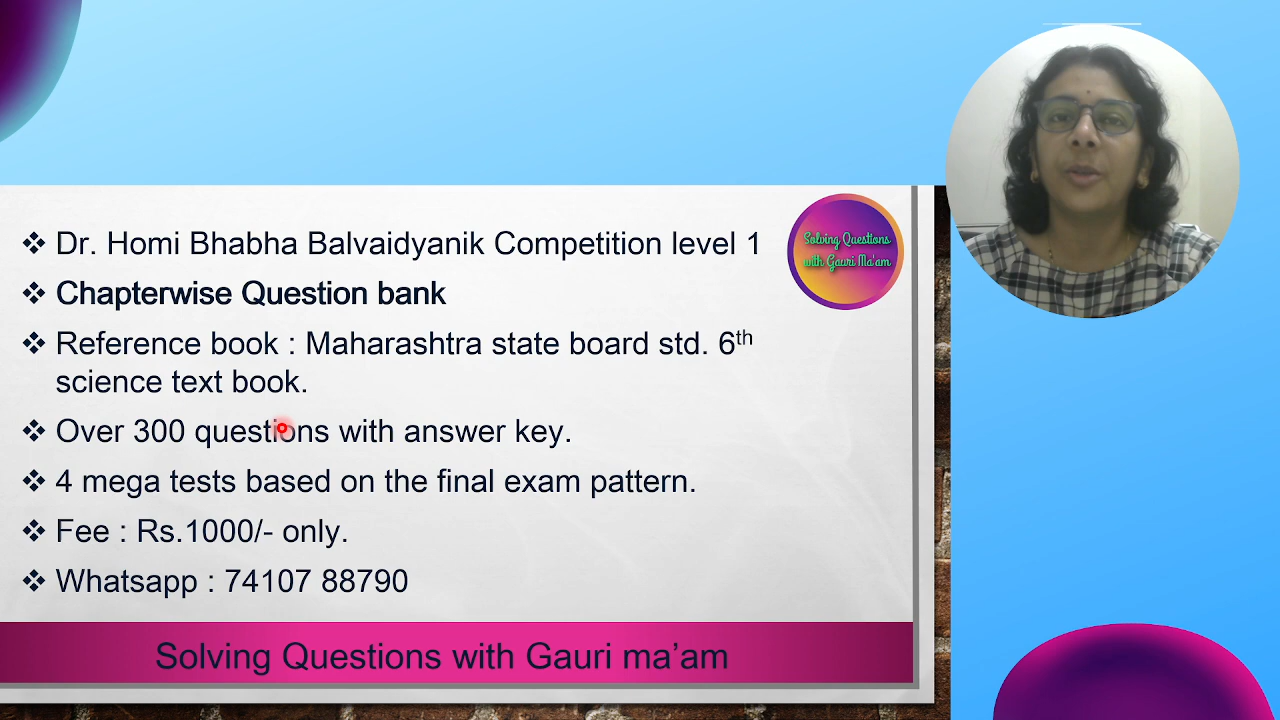 Dr. Homi Bhabha Balvaidyanik Competition level 1
Chapterwise Question bank
Reference book : Maharashtra state board std. 6th
science text book.
Over 300 questions with answer key.
4 mega tests based on the final exam pattern.
Fee : Rs.1000/- only.
Whatsapp : 74107 88790
Solving Questions
with Gauri Ma'am
Solving Questions with Gauri ma’am